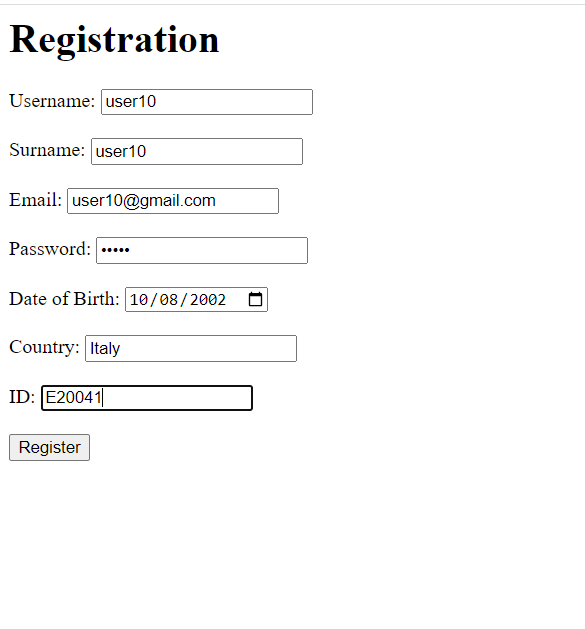 Registration
Username: user10
Surname: user10
Email: user10@gmail.com
Password: •••••
Date of Birth: 10/08/2002
Country: Italy
ID: E20041
Register